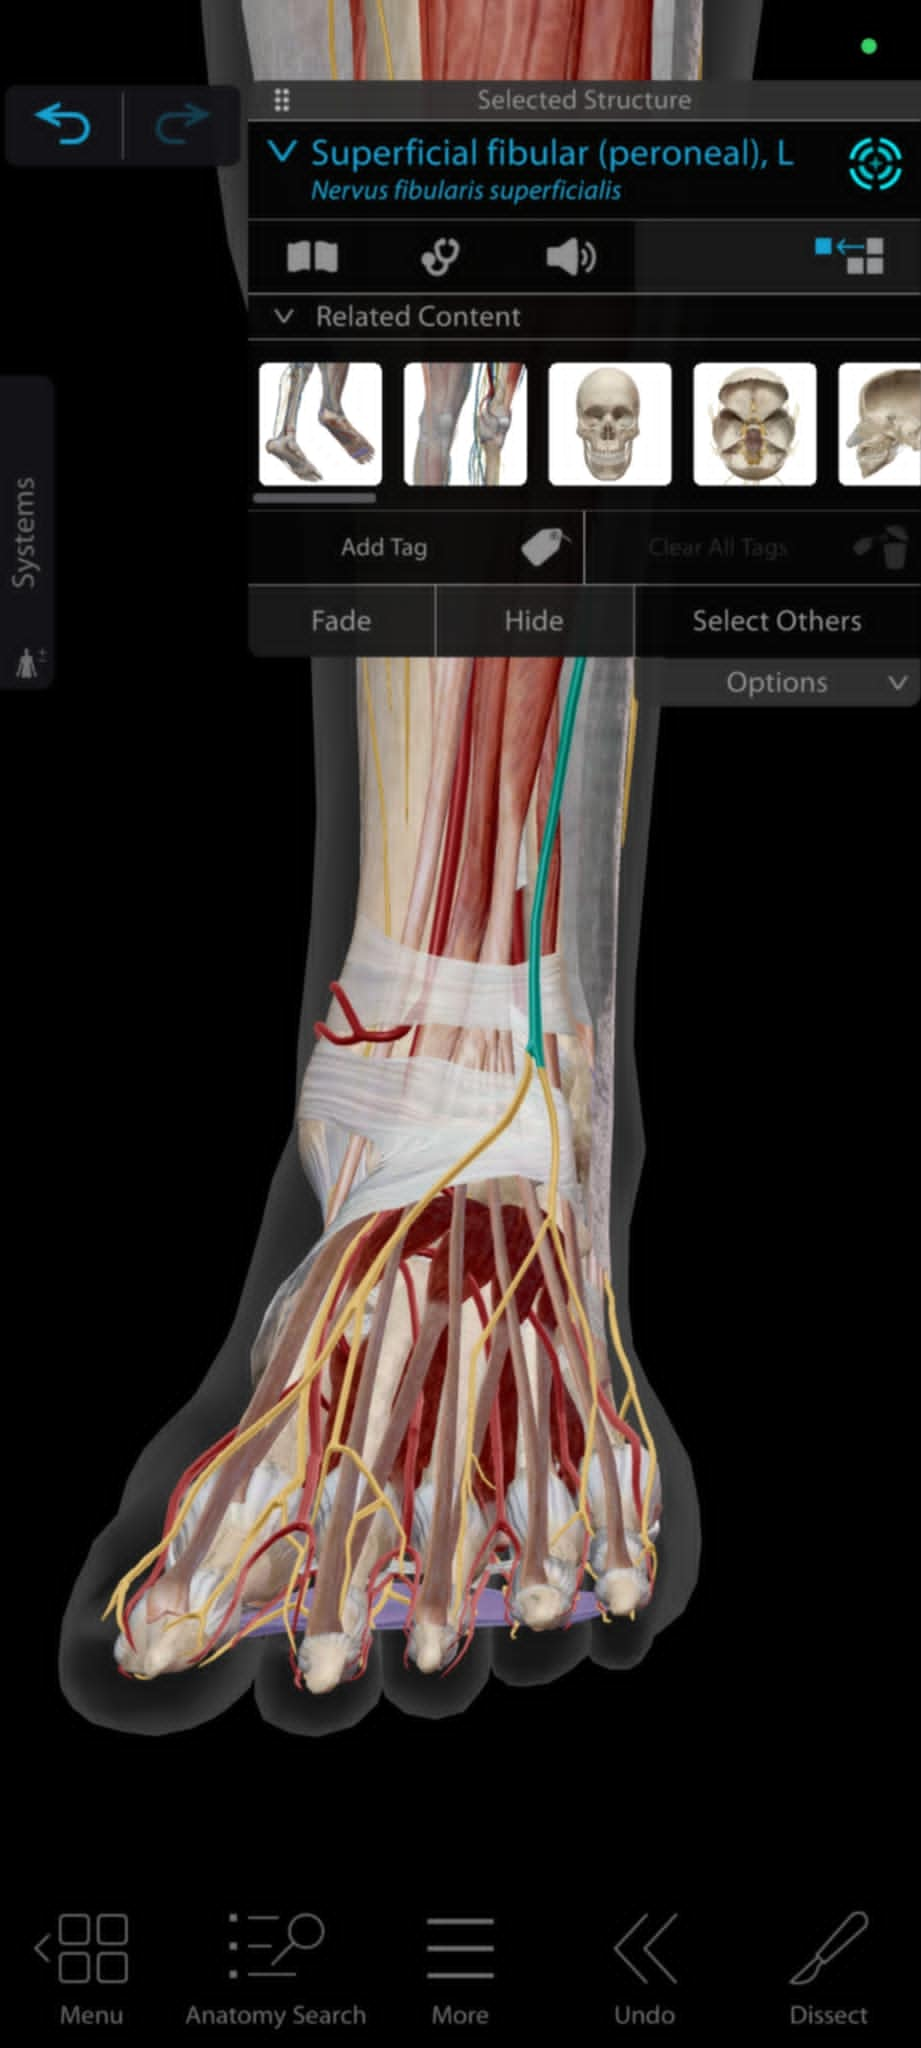 Selected Structure
Superficial fibular (peroneal), L
Nervus fibularis superficialis
Related Content
Systems
Add Tag
Clear All Tags
Fade
Hide
Select Others
Options
Menu
Anatomy Search
More
Undo
Dissect